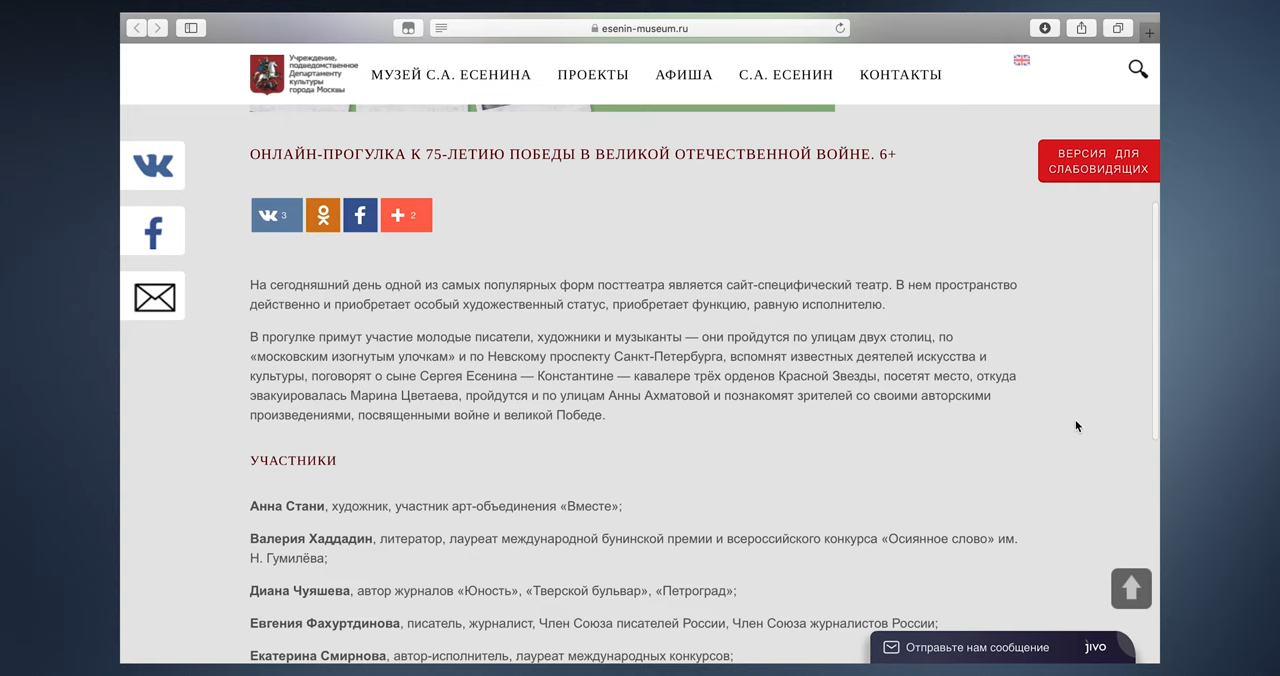 esenin-museum.ru
Учреждение,
подведомственное
Департаменту
культуры
города Москвы
МУЗЕЙ С.А. ЕСЕНИНА ПРОЕКТЫ АФИША С.А. ЕСЕНИН КОНТАКТЫ
ОНЛАЙН-ПРОГУЛКА К 75-ЛЕТИЮ ПОБЕДЫ В ВЕЛИКОЙ ОТЕЧЕСТВЕННОЙ ВОЙНЕ. 6+
ВЕРСИЯ ДЛЯ
СЛАБОВИДЯЩИХ
3 2
На сегодняшний день одной из самых популярных форм посттеатра является сайт-специфический театр. В нем пространство
действенно и приобретает особый художественный статус, приобретает функцию, равную исполнителю.
В прогулке примут участие молодые писатели, художники и музыканты — они пройдутся по улицам двух столиц, по
«московским изогнутым улочкам» и по Невскому проспекту Санкт-Петербурга, вспомнят известных деятелей искусства и
культуры, поговорят о сыне Сергея Есенина — Константине — кавалере трёх орденов Красной Звезды, посетят место, откуда
эвакуировалась Марина Цветаева, пройдутся и по улицам Анны Ахматовой и познакомят зрителей со своими авторскими
произведениями, посвященными войне и великой Победе.
УЧАСТНИКИ
Анна Стани, художник, участник арт-объединения «Вместе»;
Валерия Хаддадин, литератор, лауреат международной бунинской премии и всероссийского конкурса «Осиянное слово» им.
Н. Гумилёва;
Диана Чуяшева, автор журналов «Юность», «Тверской бульвар», «Петроград»;
Евгения Фахуртдинова, писатель, журналист, Член Союза писателей России, Член Союза журналистов России;
Екатерина Смирнова, автор-исполнитель, лауреат международных конкурсов;
Отправьте нам сообщение jivo